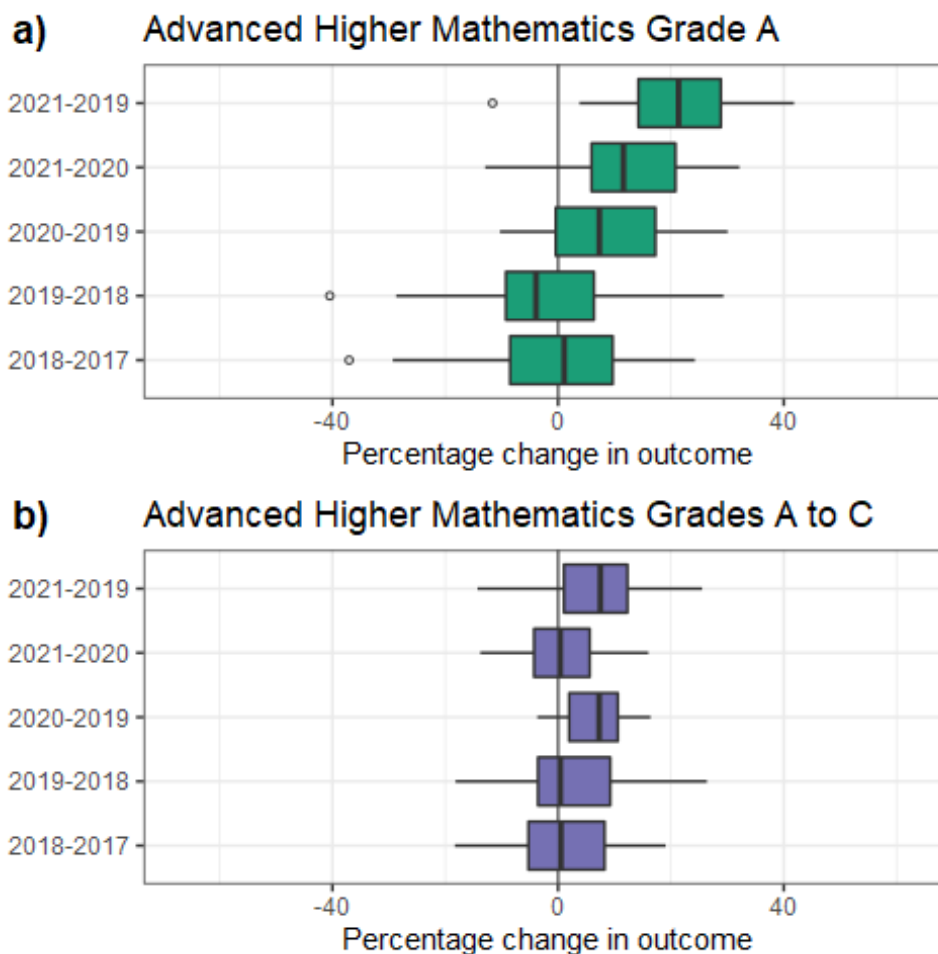 a) Advanced Higher Mathematics Grade A
2021-2019
2021-2020
2020-2019
2019-2018
2018-2017
-40 0 40
Percentage change in outcome
b) Advanced Higher Mathematics Grades A to C
2021-2019
2021-2020
2020-2019
2019-2018
2018-2017
-40 0 40
Percentage change in outcome